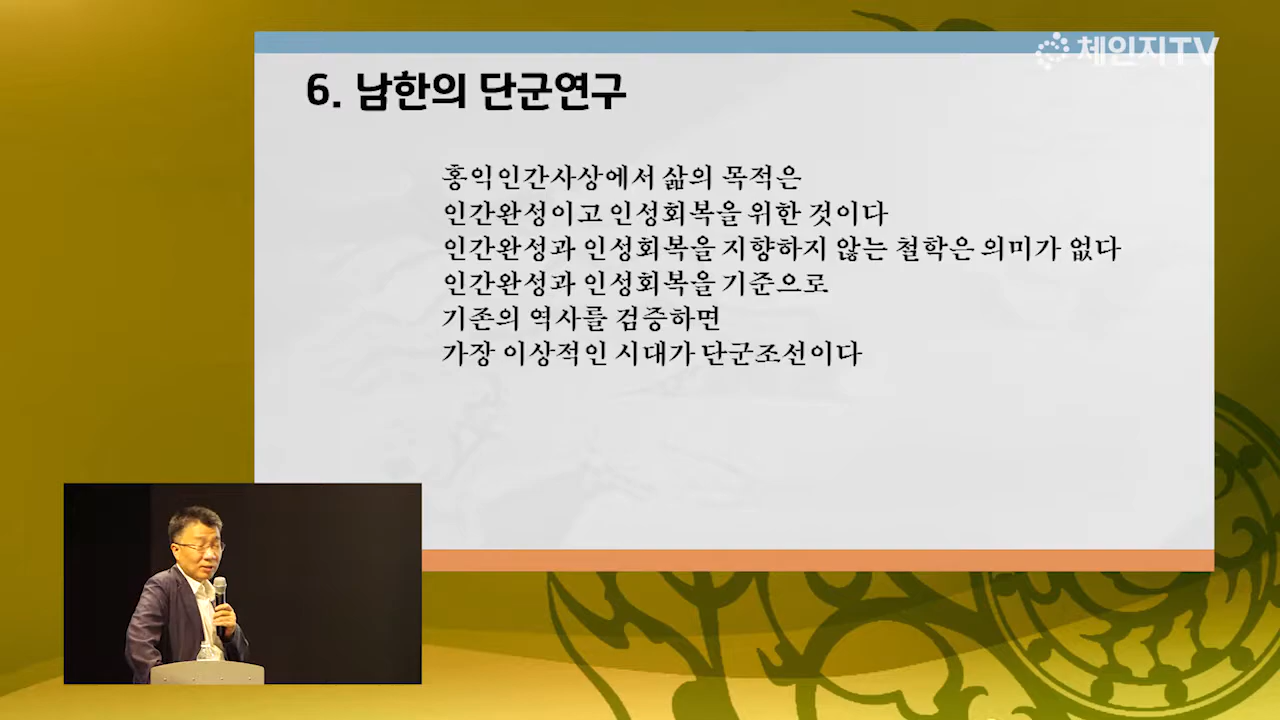 체인지TV
6. 남한의 단군연구
홍익인간사상에서 삶의 목적은
인간완성이고 인성회복을 위한 것이다
인간완성과 인성회복을 지향하지 않는 철학은 의미가 없다
인간완성과 인성회복을 기준으로
기존의 역사를 검증하면
가장 이상적인 시대가 단군조선이다